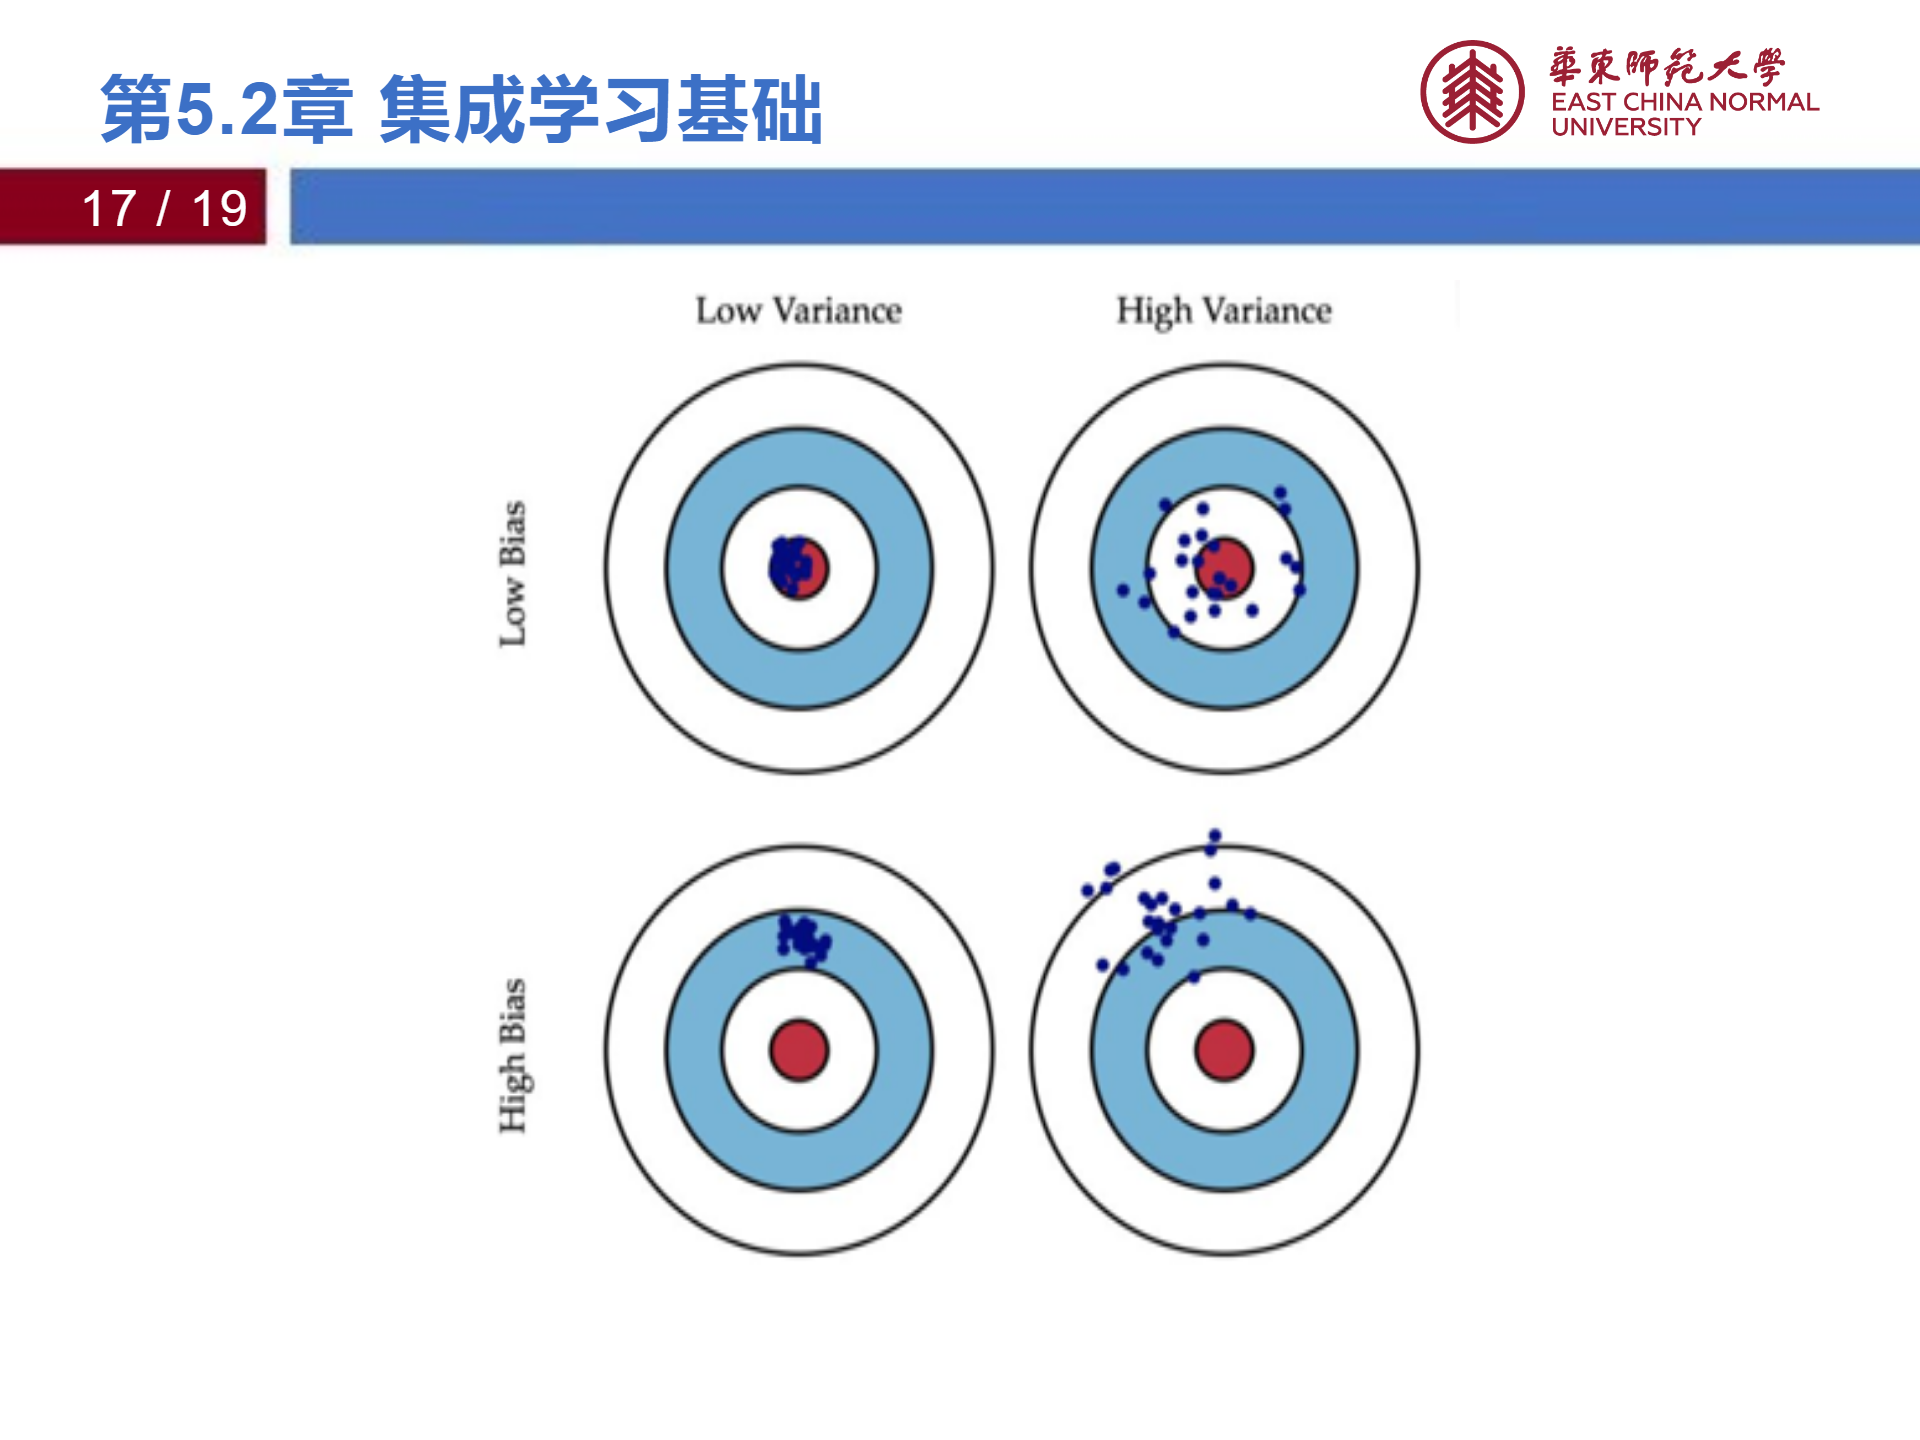 第5.2章 集成学习基础
華東師範大學
EAST CHINA NORMAL
UNIVERSITY
17 / 19
Low Variance
High Variance
Low Bias
High Bias